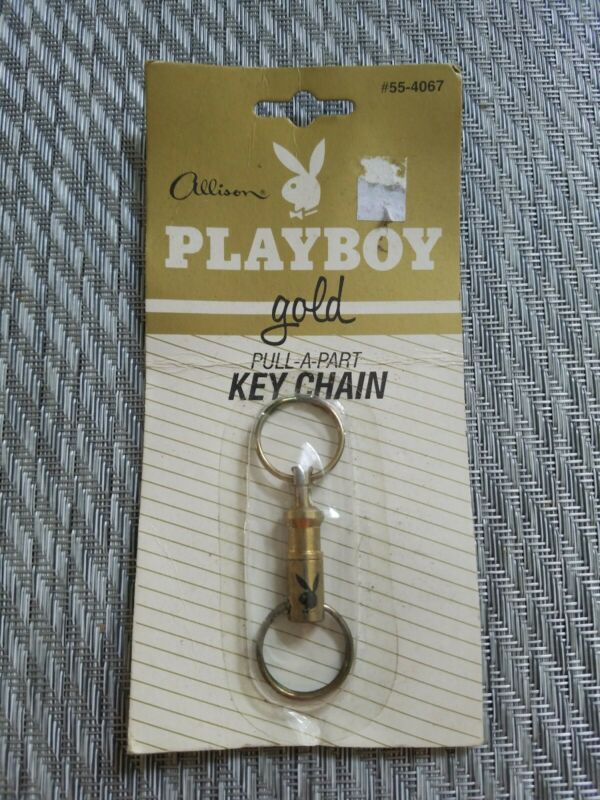 #55-4067
Allison®
PLAYBOY
gold
PULL-A-PART
KEY CHAIN